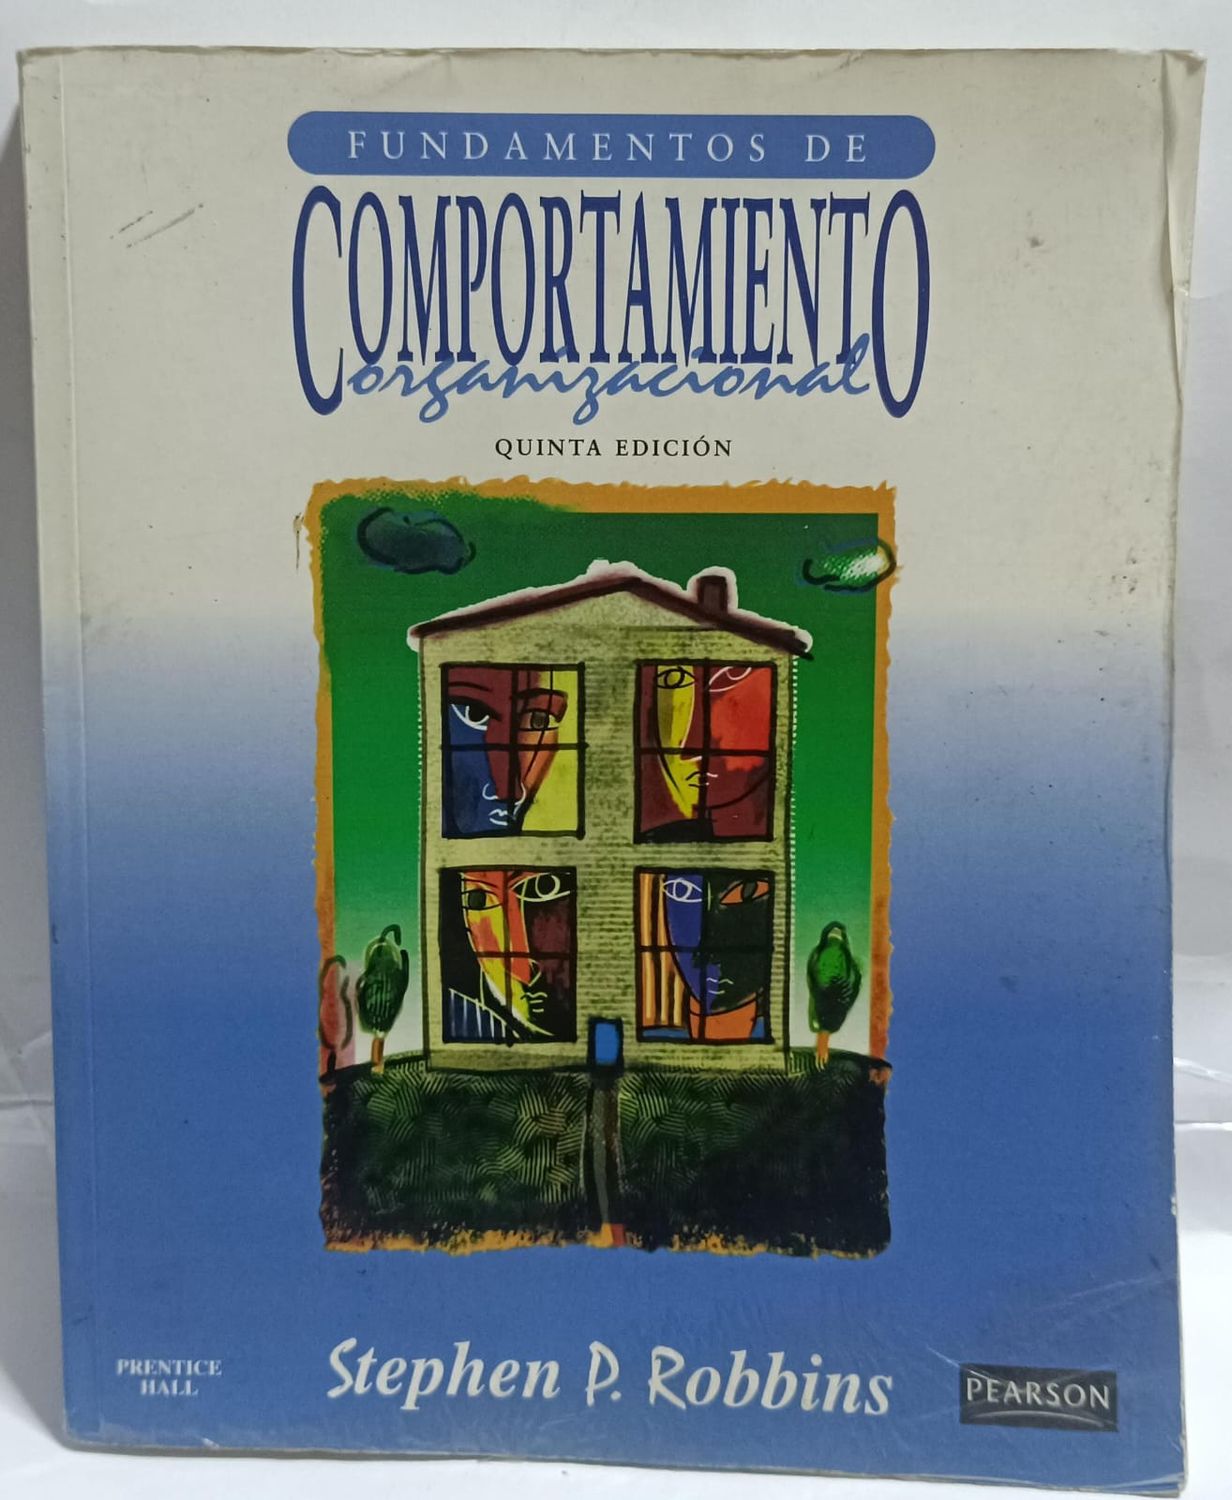 FUNDAMENTOS DE
COMPORTAMIENTO
organizacional
QUINTA EDICIÓN
Stephen P. Robbins
PRENTICE
HALL
PEARSON